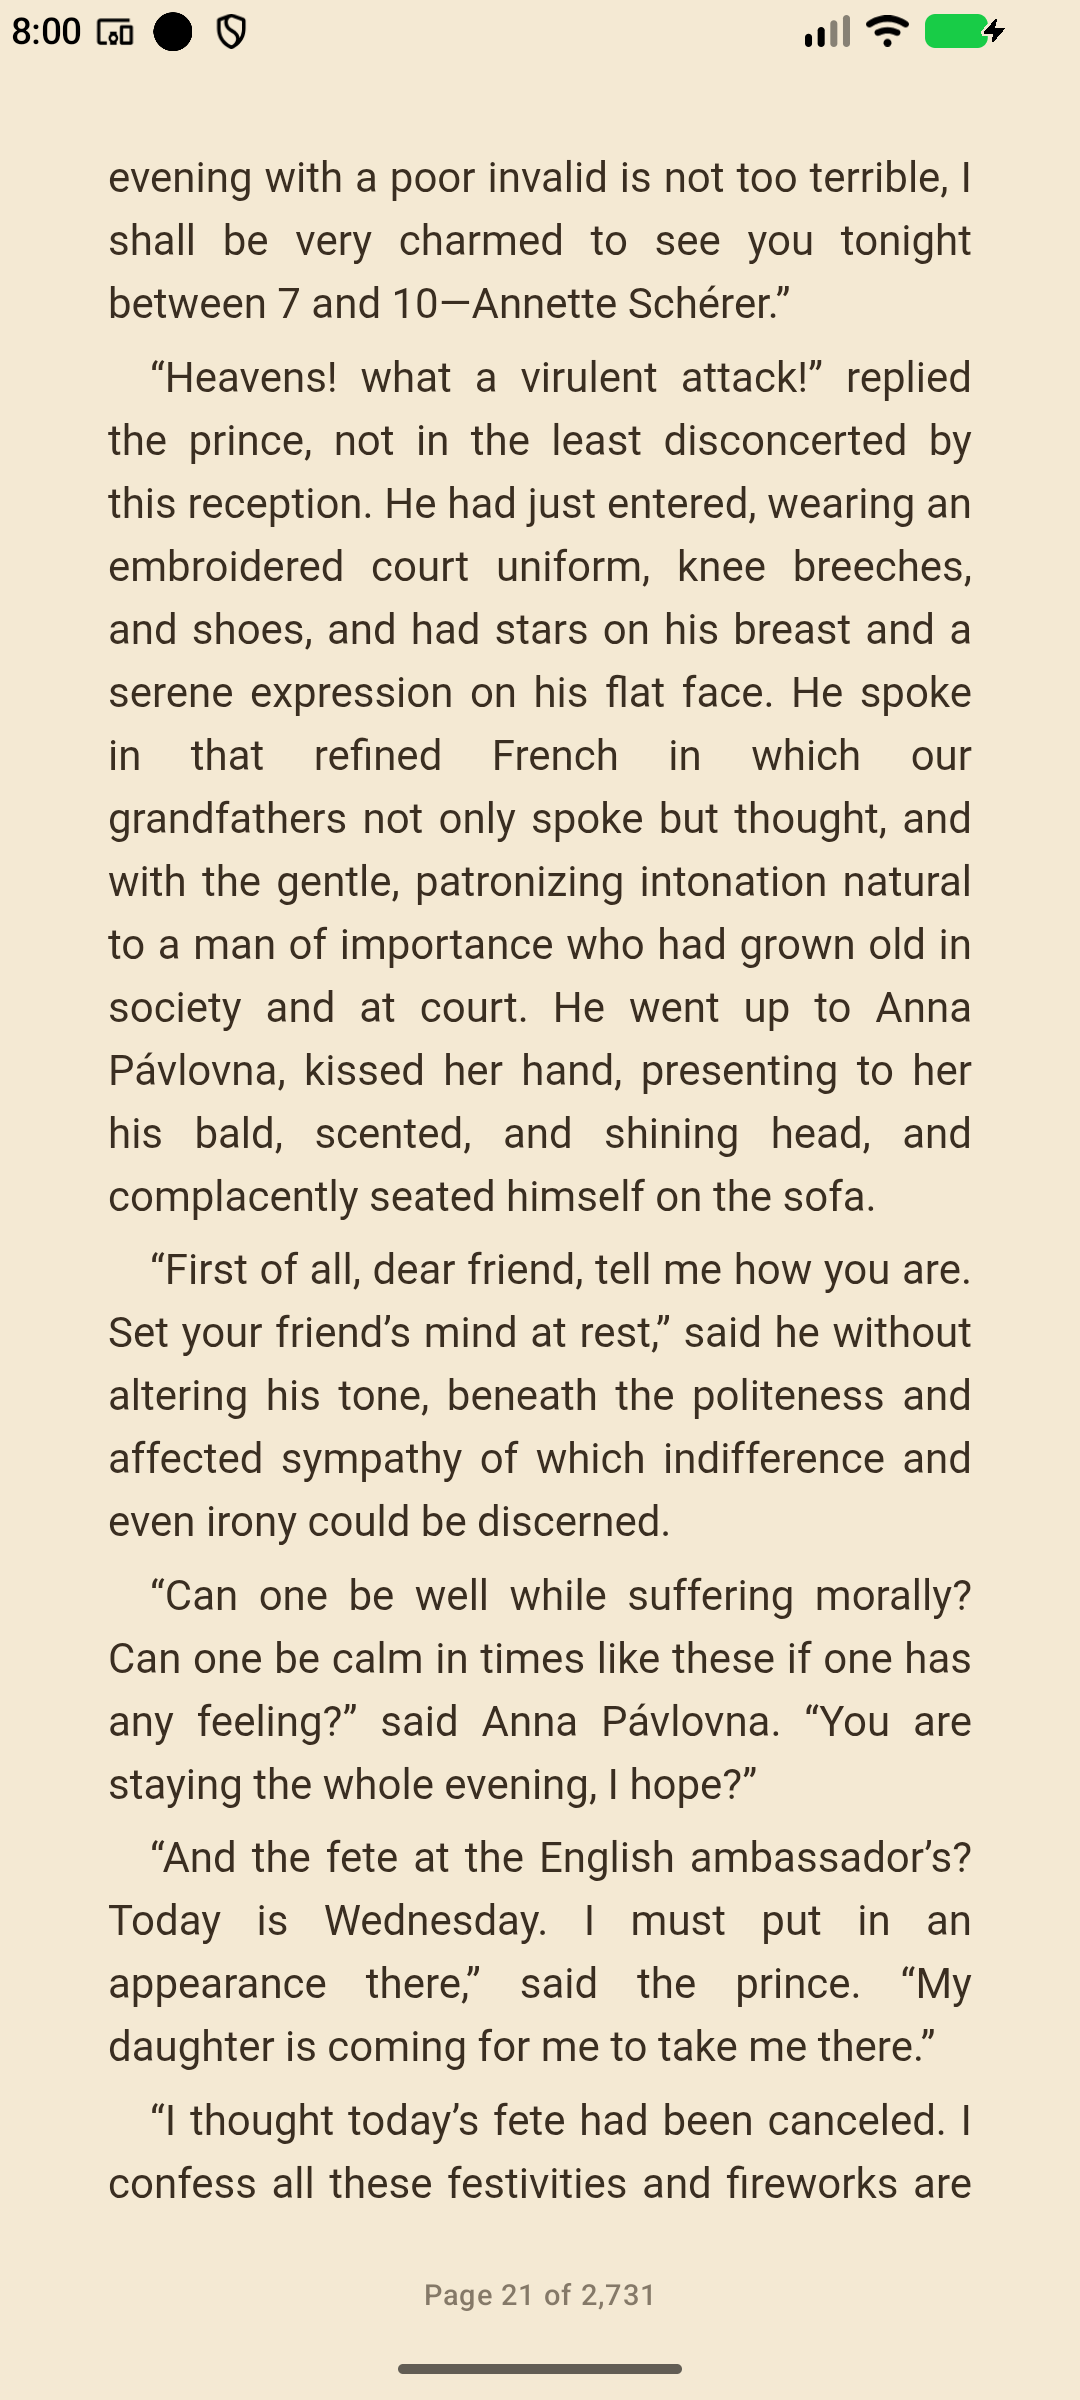 8:00
evening with a poor invalid is not too terrible, I
shall be very charmed to see you tonight
between 7 and 10—Annette Schérer.”
“Heavens! what a virulent attack!” replied
the prince, not in the least disconcerted by
this reception. He had just entered, wearing an
embroidered court uniform, knee breeches,
and shoes, and had stars on his breast and a
serene expression on his flat face. He spoke
in that refined French in which our
grandfathers not only spoke but thought, and
with the gentle, patronizing intonation natural
to a man of importance who had grown old in
society and at court. He went up to Anna
Pávlovna, kissed her hand, presenting to her
his bald, scented, and shining head, and
complacently seated himself on the sofa.
“First of all, dear friend, tell me how you are.
Set your friend’s mind at rest,” said he without
altering his tone, beneath the politeness and
affected sympathy of which indifference and
even irony could be discerned.
“Can one be well while suffering morally?
Can one be calm in times like these if one has
any feeling?” said Anna Pávlovna. “You are
staying the whole evening, I hope?”
“And the fete at the English ambassador’s?
Today is Wednesday. I must put in an
appearance there,” said the prince. “My
daughter is coming for me to take me there.”
“I thought today’s fete had been canceled. I
confess all these festivities and fireworks are
Page 21 of 2,731